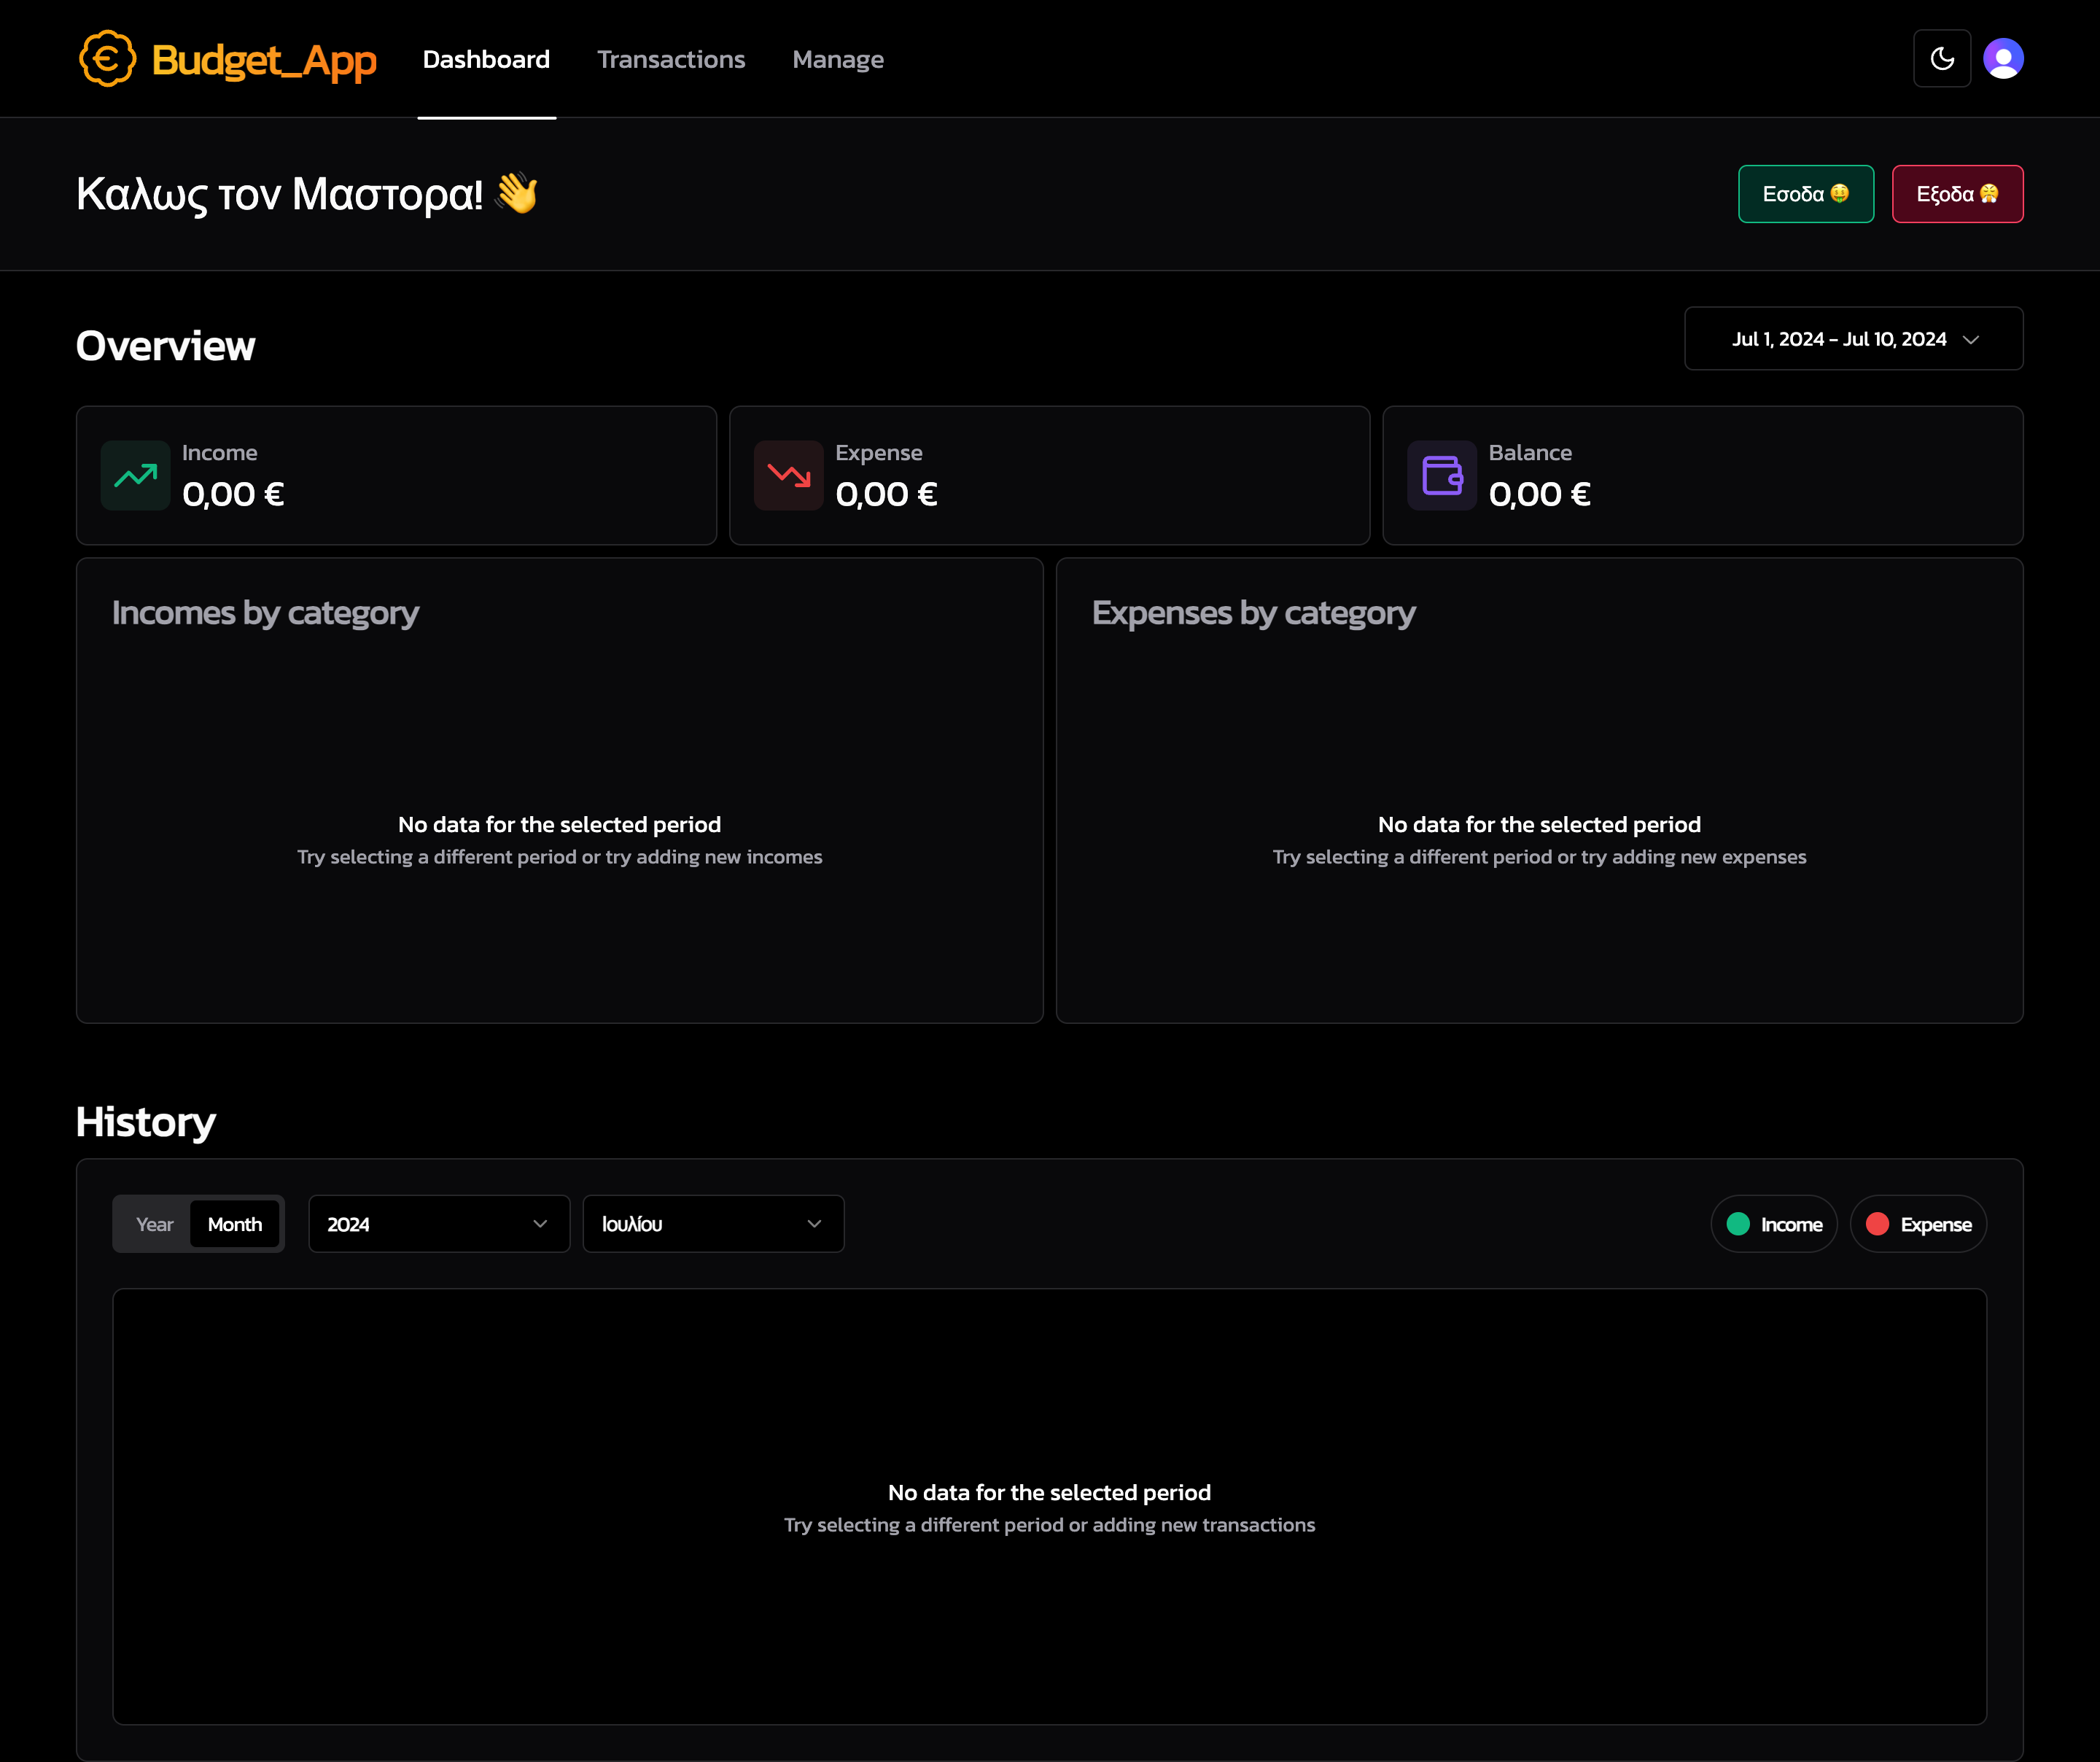 Budget_App
Dashboard
Transactions
Manage
Καλως τον Μαστορα! 👋
Εσοδα 🤑
Εξοδα 😤
Overview
Jul 1, 2024 - Jul 10, 2024
Income
0,00 €
Expense
0,00 €
Balance
0,00 €
Incomes by category
No data for the selected period
Try selecting a different period or try adding new incomes
Expenses by category
No data for the selected period
Try selecting a different period or try adding new expenses
History
Year
Month
2024
Ιουλίου
Income
Expense
No data for the selected period
Try selecting a different period or adding new transactions